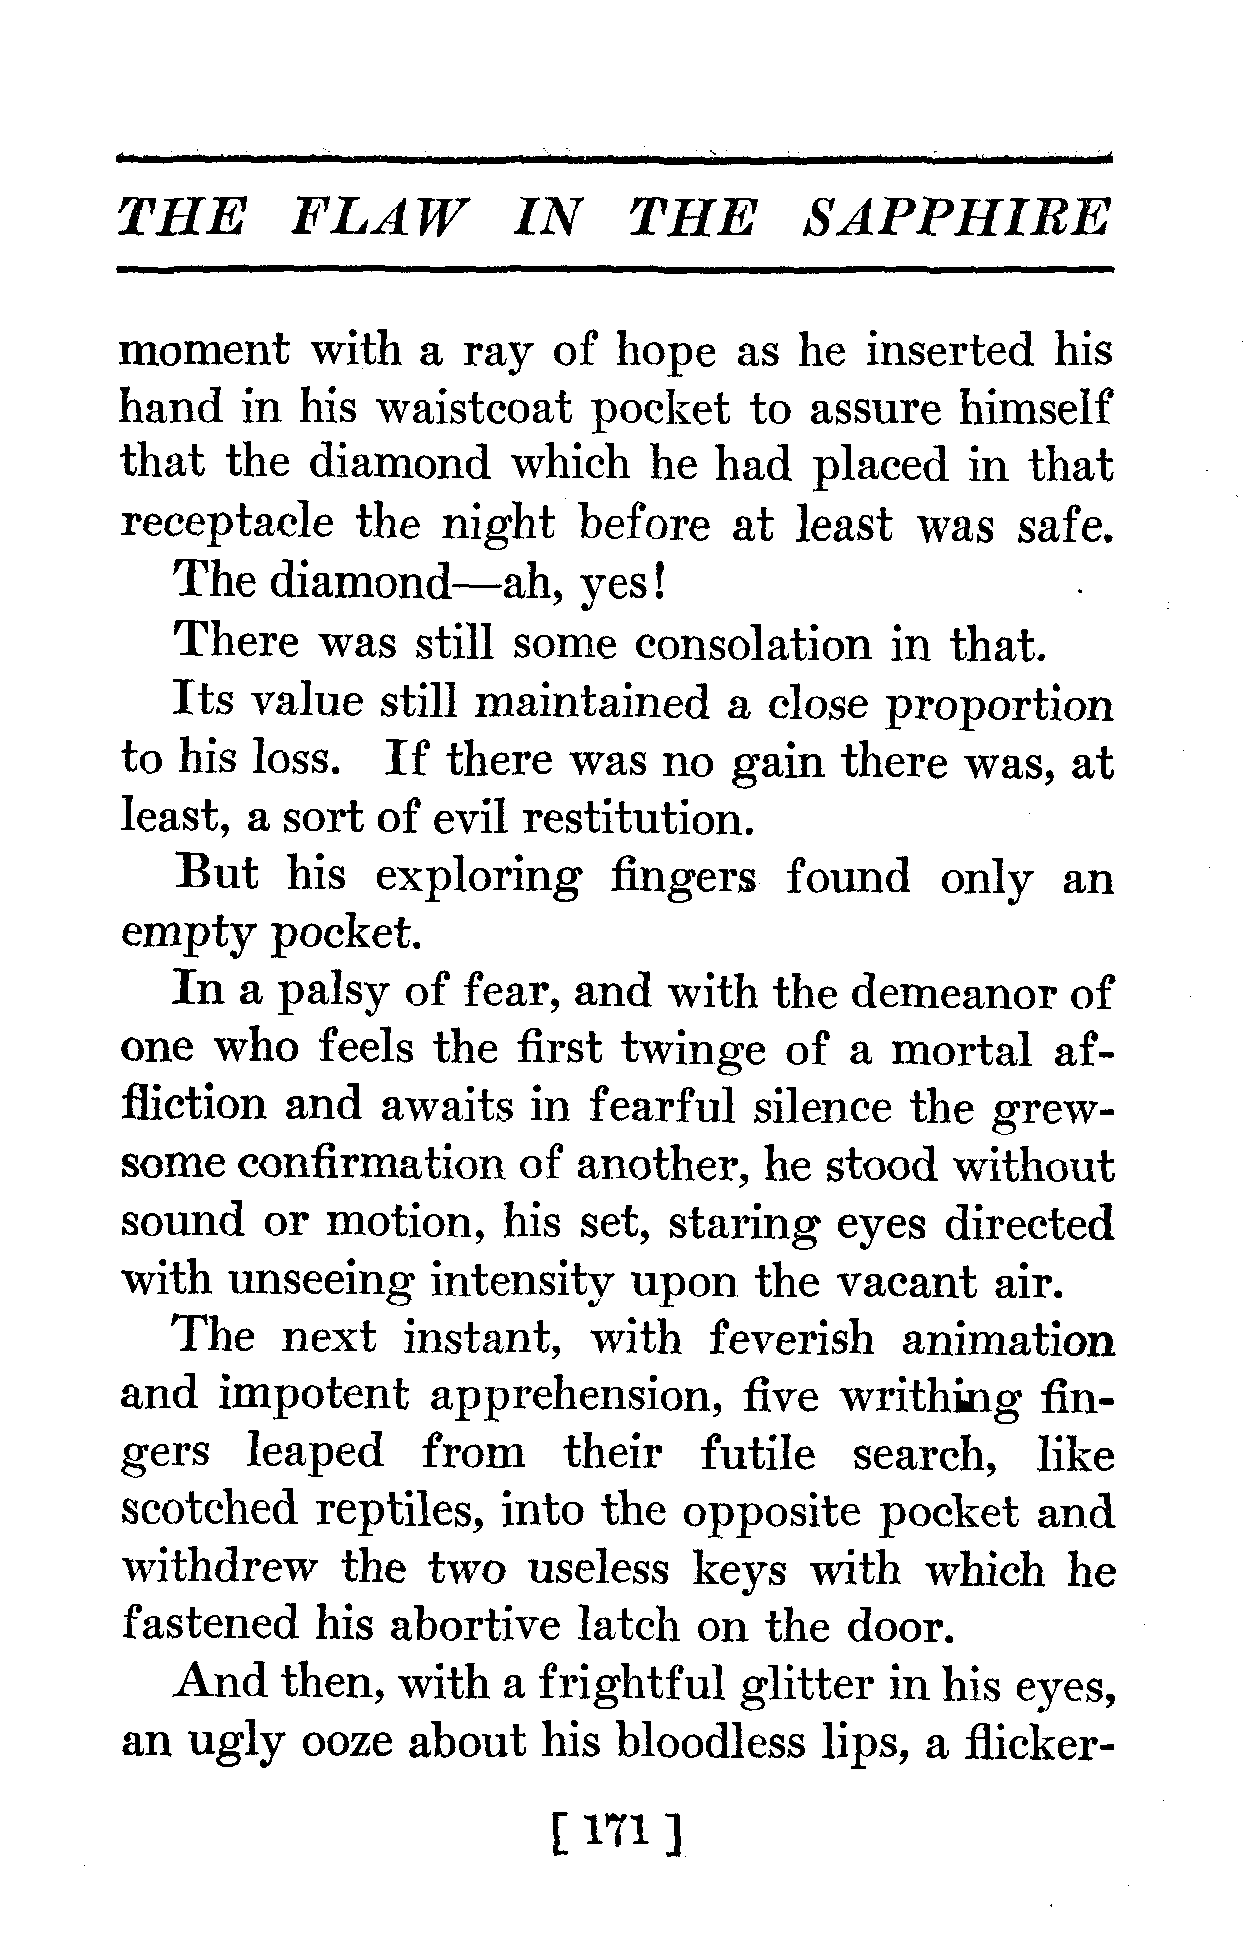 THE FLAW IN THE SAPPHIRE
moment with a ray of hope as he inserted his
hand in his waistcoat pocket to assure himself
that the diamond which he had placed in that
receptacle the night before at least was safe.
The diamond—ah, yes!
There was still some consolation in that.
Its value still maintained a close proportion
to his loss. If there was no gain there was, at
least, a sort of evil restitution.
But his exploring fingers found only an
empty pocket.
In a palsy of fear, and with the demeanor of
one who feels the first twinge of a mortal af-
fliction and awaits in fearful silence the grew-
some confirmation of another, he stood without
sound or motion, his set, staring eyes directed
with unseeing intensity upon the vacant air.
The next instant, with feverish animation
and impotent apprehension, five writhing fin-
gers leaped from their futile search, like
scotched reptiles, into the opposite pocket and
withdrew the two useless keys with which he
fastened his abortive latch on the door.
And then, with a frightful glitter in his eyes,
an ugly ooze about his bloodless lips, a flicker-
[ 171 ]